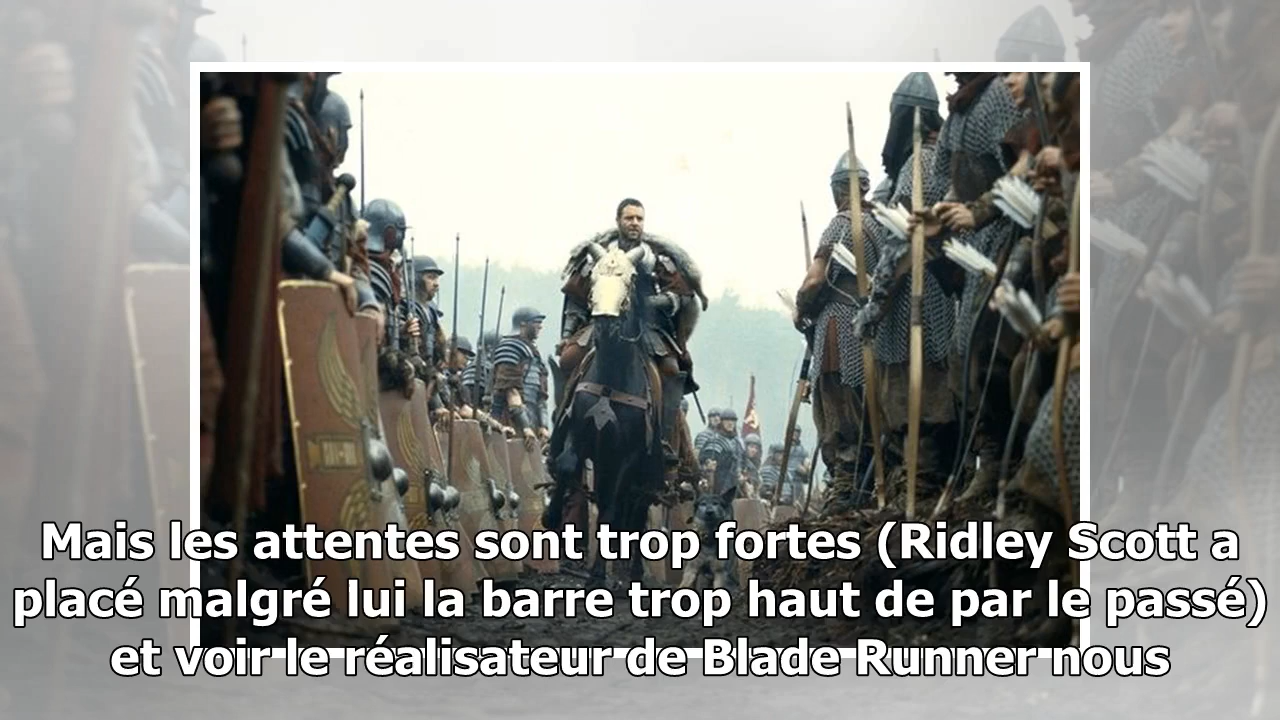 Mais les attentes sont trop fortes (Ridley Scott a
placé malgré lui la barre trop haut de par le passé)
et voir le réalisateur de Blade Runner nous